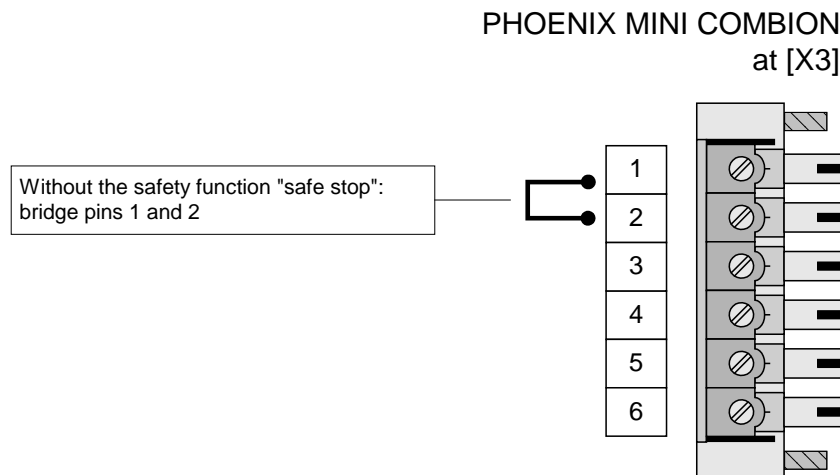 PHOENIX MINI COMBION
at [X3]
Without the safety function "safe stop":
bridge pins 1 and 2
1
2
3
4
5
6